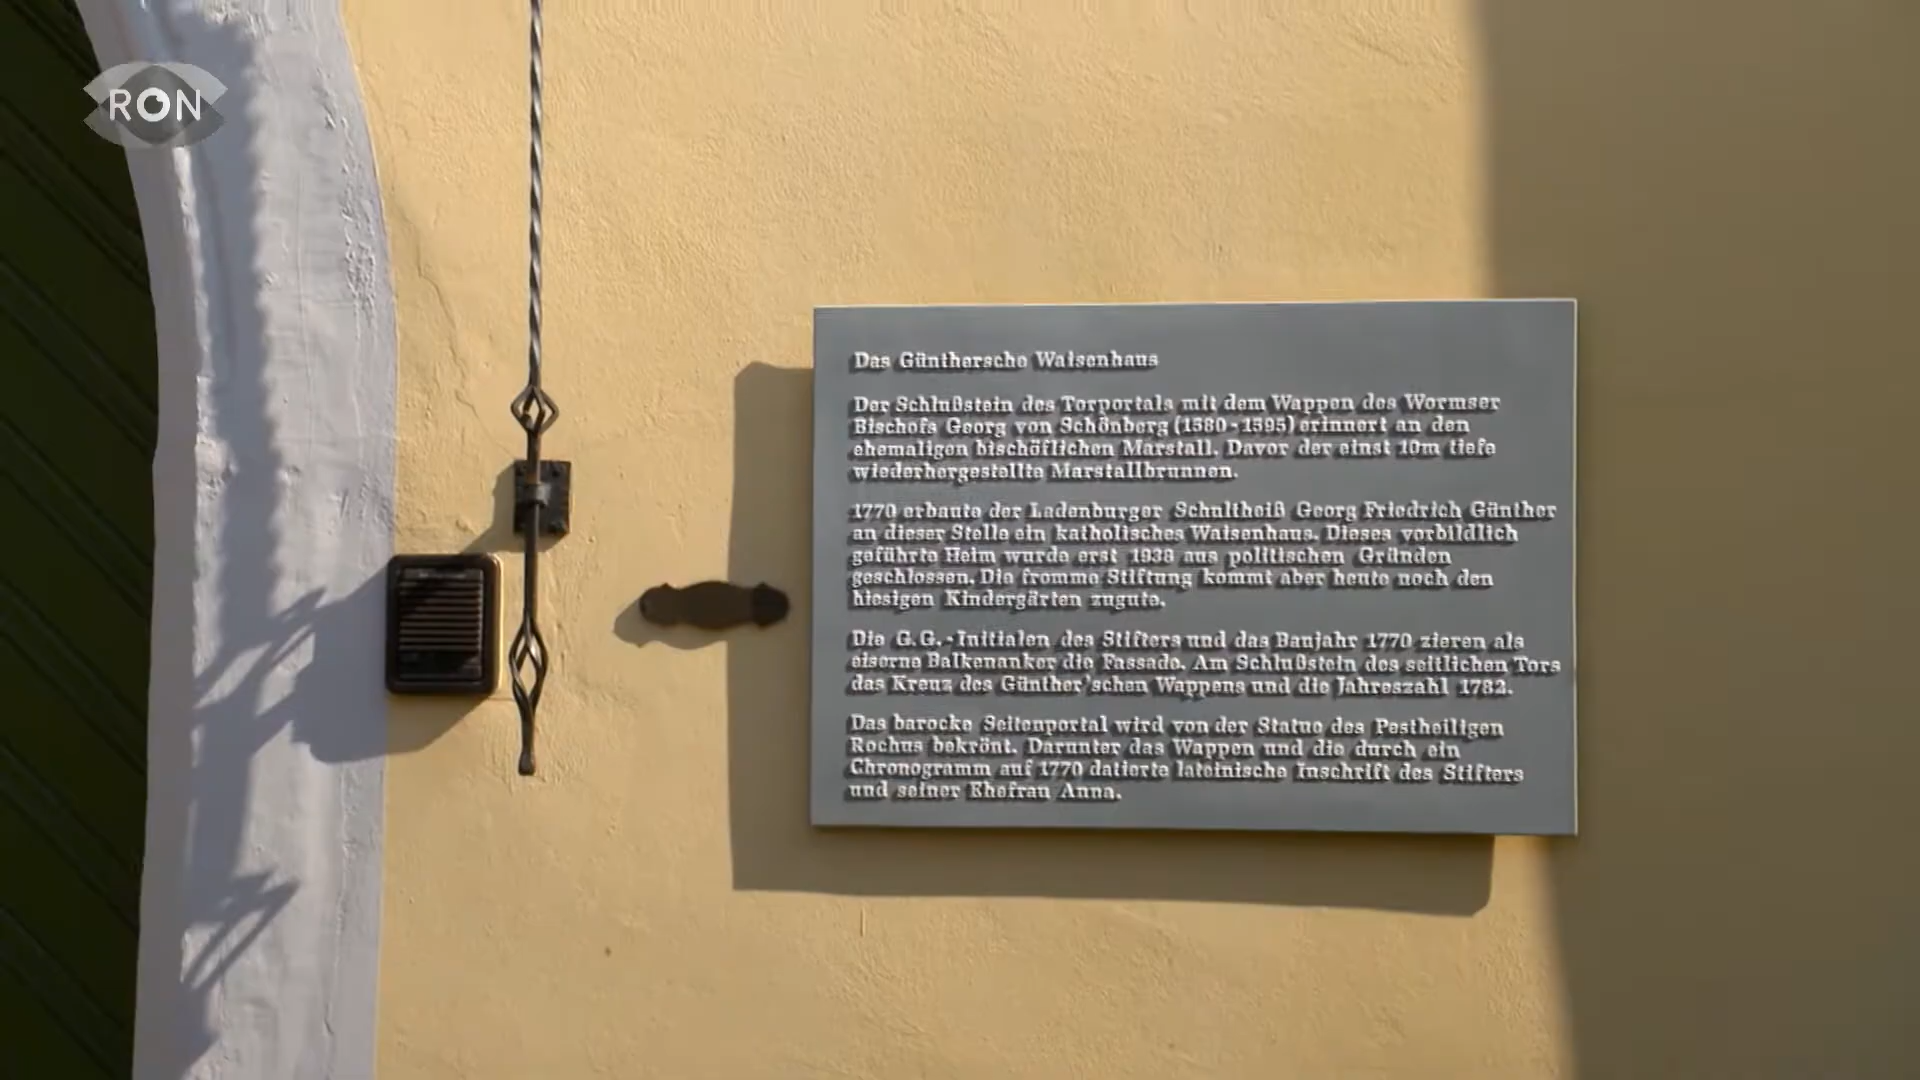 RON
Das Günthersche Waisenhaus
Der Schlußstein des Torportals mit dem Wappen des Wormser
Bischofs Georg von Schönberg (1580-1595) erinnert an den
ehemaligen bischöflichen Marstall. Davor der einst 10m tiefe
wiederhergestellte Marstallbrunnen.
1770 erbaute der Ladenburger Schultheiß Georg Friedrich Günther
an dieser Stelle ein katholisches Waisenhaus. Dieses vorbildlich
geführte Heim wurde erst 1938 aus politischen Gründen
geschlossen. Die fromme Stiftung kommt aber heute noch den
hiesigen Kindergärten zugute.
Die G.G.-Initialen des Stifters und das Baujahr 1770 zieren als
eiserne Balkenanker die Fassade. Am Schlußstein des seitlichen Tors
das Kreuz des Günther'schen Wappens und die Jahreszahl 1782.
Das barocke Seitenportal wird von der Statue des Pestheiligen
Rochus bekrönt. Darunter das Wappen und die durch ein
Chronogramm auf 1770 datierte lateinische Inschrift des Stifters
und seiner Ehefrau Anna.